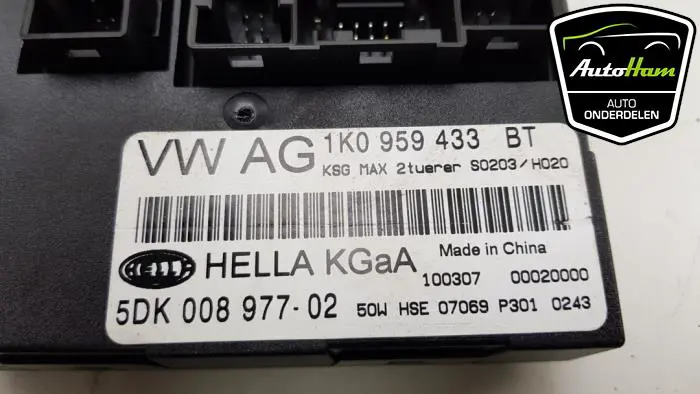 AutoHam
AUTO
ONDERDELEN
VW AG 1K0 959 433 BT
KSG MAX 2tuerer S0203/H020
HELLA
HELLA KGaA
Made in China
100307 00020000
5DK 008 977-02
50W HSE 07069 P301 0243